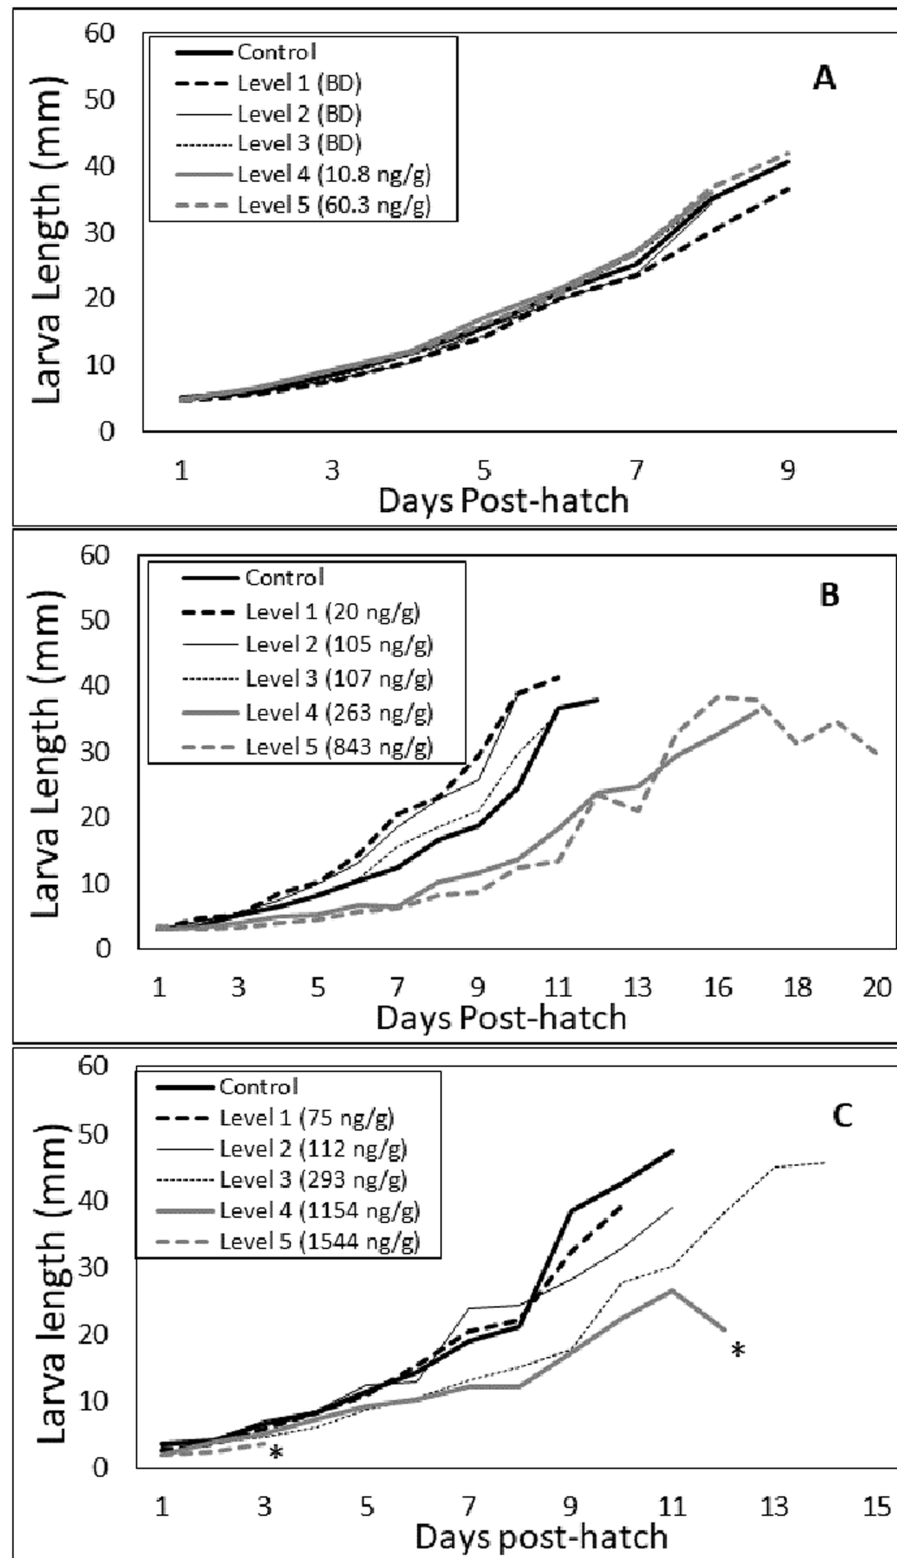 A
60
50
40
30
20
10
0
Larva Length (mm)
Control
Level 1 (BD)
Level 2 (BD)
Level 3 (BD)
Level 4 (10.8 ng/g)
Level 5 (60.3 ng/g)
1 3 5 7 9
Days Post-hatch
B
60
50
40
30
20
10
0
Larva Length (mm)
Control
Level 1 (20 ng/g)
Level 2 (105 ng/g)
Level 3 (107 ng/g)
Level 4 (263 ng/g)
Level 5 (843 ng/g)
1 3 5 7 9 11 13 16 18 20
Days Post-hatch
C
60
50
40
30
20
10
0
Larva length (mm)
Control
Level 1 (75 ng/g)
Level 2 (112 ng/g)
Level 3 (293 ng/g)
Level 4 (1154 ng/g)
Level 5 (1544 ng/g)
*
*
1 3 5 7 9 11 13 15
Days post-hatch